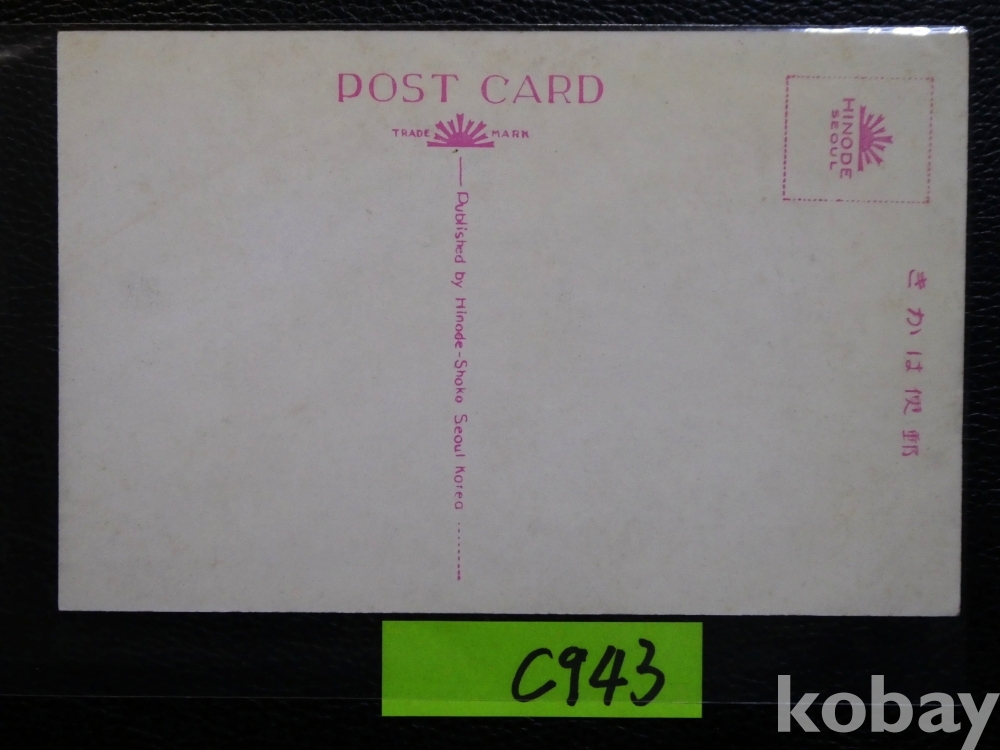 POST CARD
TRADE MARK
HINODE
SEOUL
Published by Hinode-Shoko Seoul Korea
きかは便郵
C943
kobay